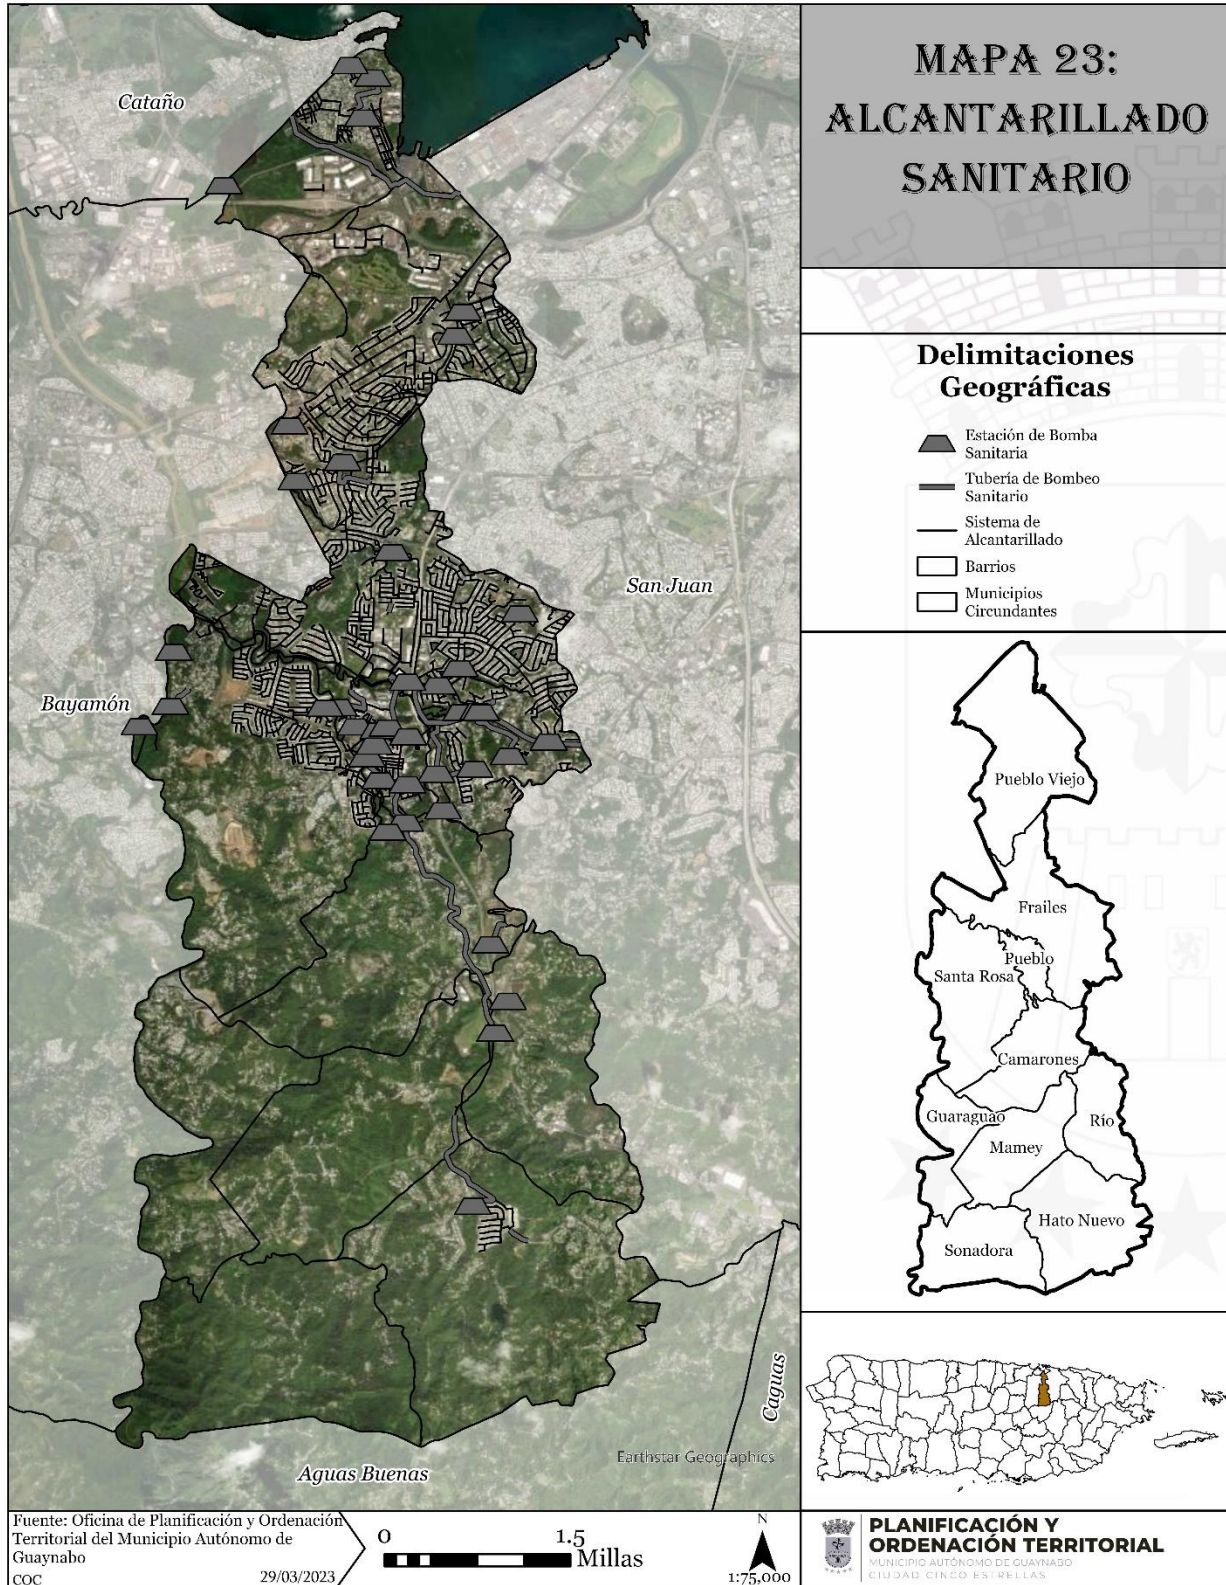 MAPA 23:
ALCANTARILLADO
SANITARIO
Delimitaciones
Geográficas
Estación de Bomba
Sanitaria
Tubería de Bombeo
Sanitario
Sistema de
Alcantarillado
Barrios
Municipios
Circundantes
Cataño
San Juan
Bayamón
Caguas
Aguas Buenas
Earthstar Geographics
Pueblo Viejo
Frailes
Pueblo
Santa Rosa
Camarones
Guaraguao
Río
Mamey
Hato Nuevo
Sonadora
Fuente: Oficina de Planificación y Ordenación
Territorial del Municipio Autónomo de
Guaynabo
COC 29/03/2023
0 1.5
Millas
N
1:75,000
PLANIFICACIÓN Y
ORDENACIÓN TERRITORIAL
MUNICIPIO AUTÓNOMO DE GUAYNABO
CIUDAD CINCO ESTRELLAS